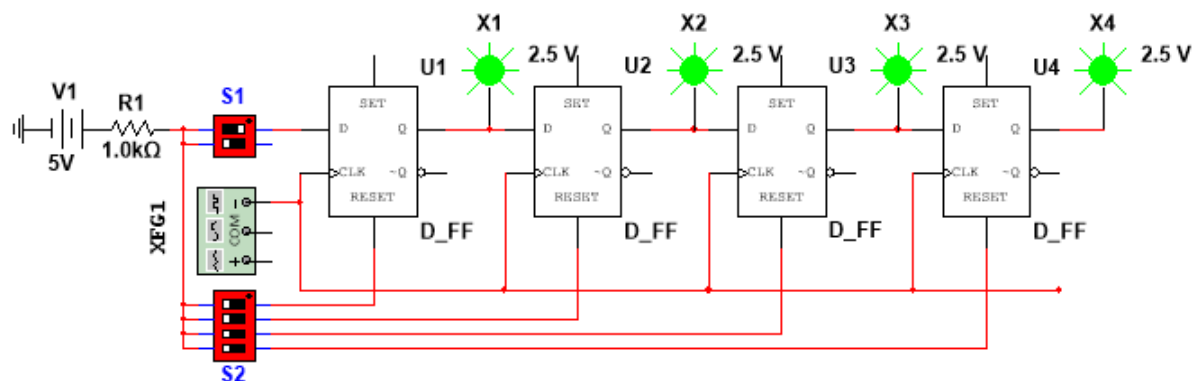 X1
X2
X3
X4
U1
2.5 V
U2
2.5 V
U3
2.5 V
U4
2.5 V
V1
R1
S1
SET
SET
SET
SET
D
Q
D
Q
D
Q
D
Q
5V
1.0kΩ
CLK
~Q
CLK
~Q
CLK
~Q
CLK
~Q
RESET
RESET
RESET
RESET
XFG1
COM
D_FF
D_FF
D_FF
D_FF
S2